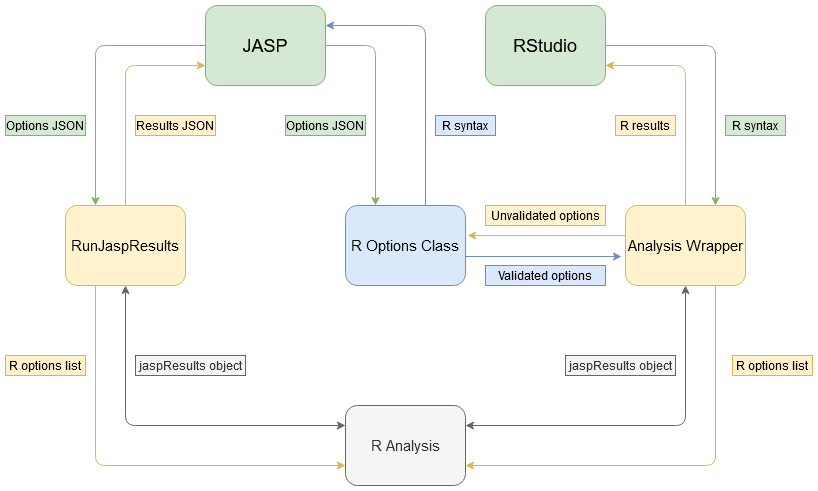 JASP
RStudio
Options JSON
Results JSON
Options JSON
R syntax
R results
R syntax
RunJaspResults
R Options Class
Unvalidated options
Validated options
Analysis Wrapper
R options list
jaspResults object
jaspResults object
R options list
R Analysis